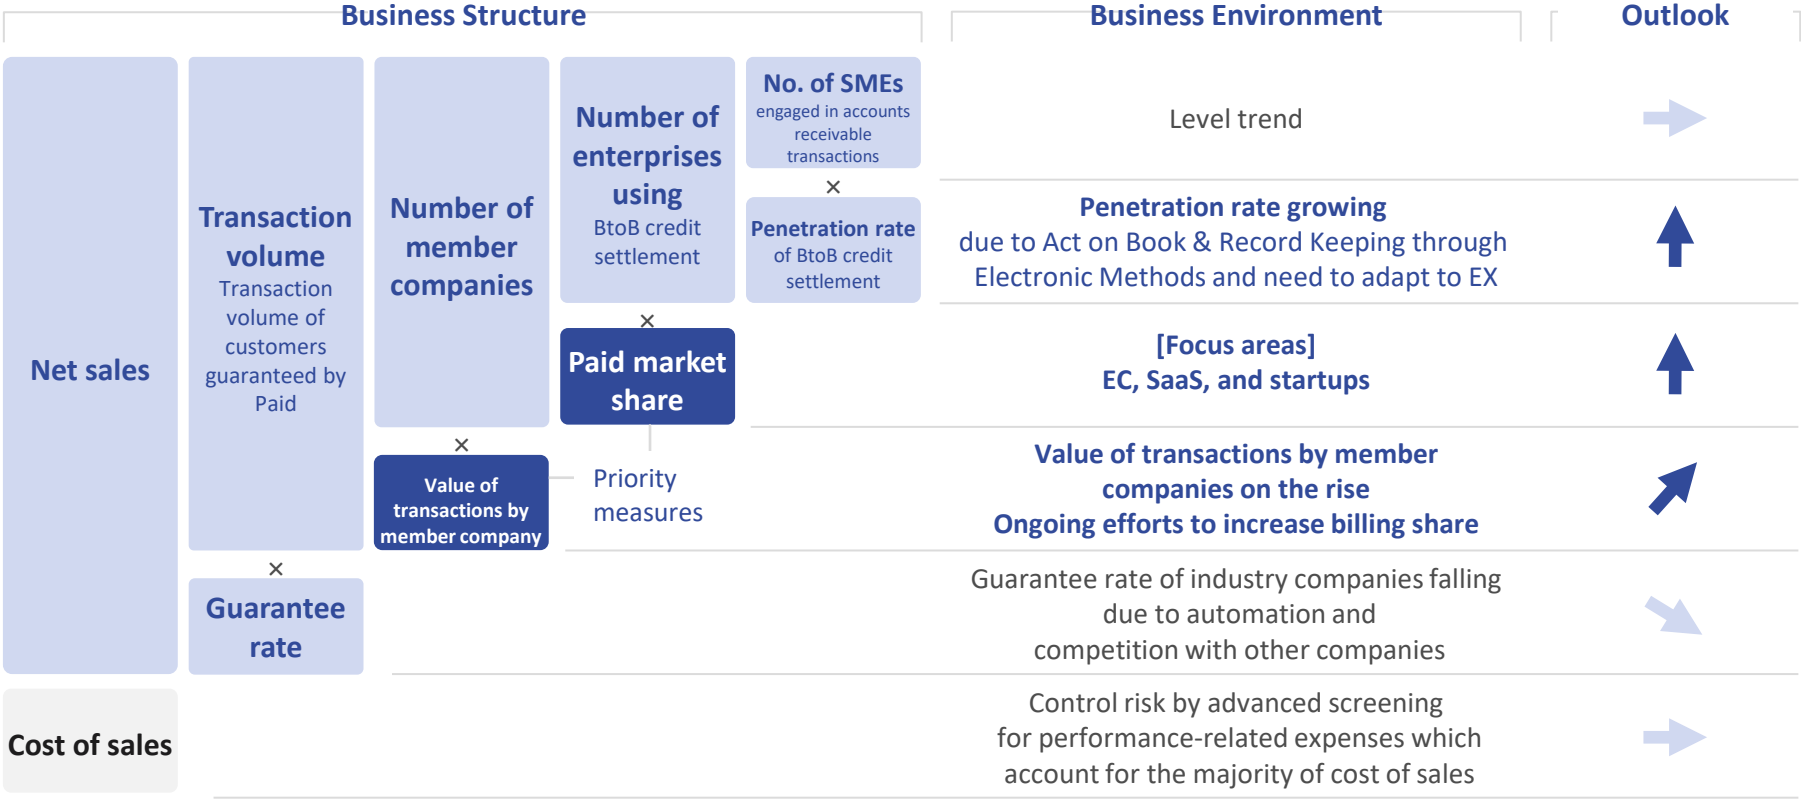 Business Structure
Business Environment
Outlook
Net sales
Transaction
volume
Transaction
volume of
customers
guaranteed by
Paid
×
Guarantee
rate
Number of
member
companies
×
Value of
transactions by
member company
Number of
enterprises
using
BtoB credit
settlement
×
Paid market
share
Priority
measures
No. of SMEs
engaged in accounts
receivable
transactions
×
Penetration rate
of BtoB credit
settlement
Level trend
Penetration rate growing
due to Act on Book & Record Keeping through
Electronic Methods and need to adapt to EX
[Focus areas]
EC, SaaS, and startups
Value of transactions by member
companies on the rise
Ongoing efforts to increase billing share
Guarantee rate of industry companies falling
due to automation and
competition with other companies
Cost of sales
Control risk by advanced screening
for performance-related expenses which
account for the majority of cost of sales